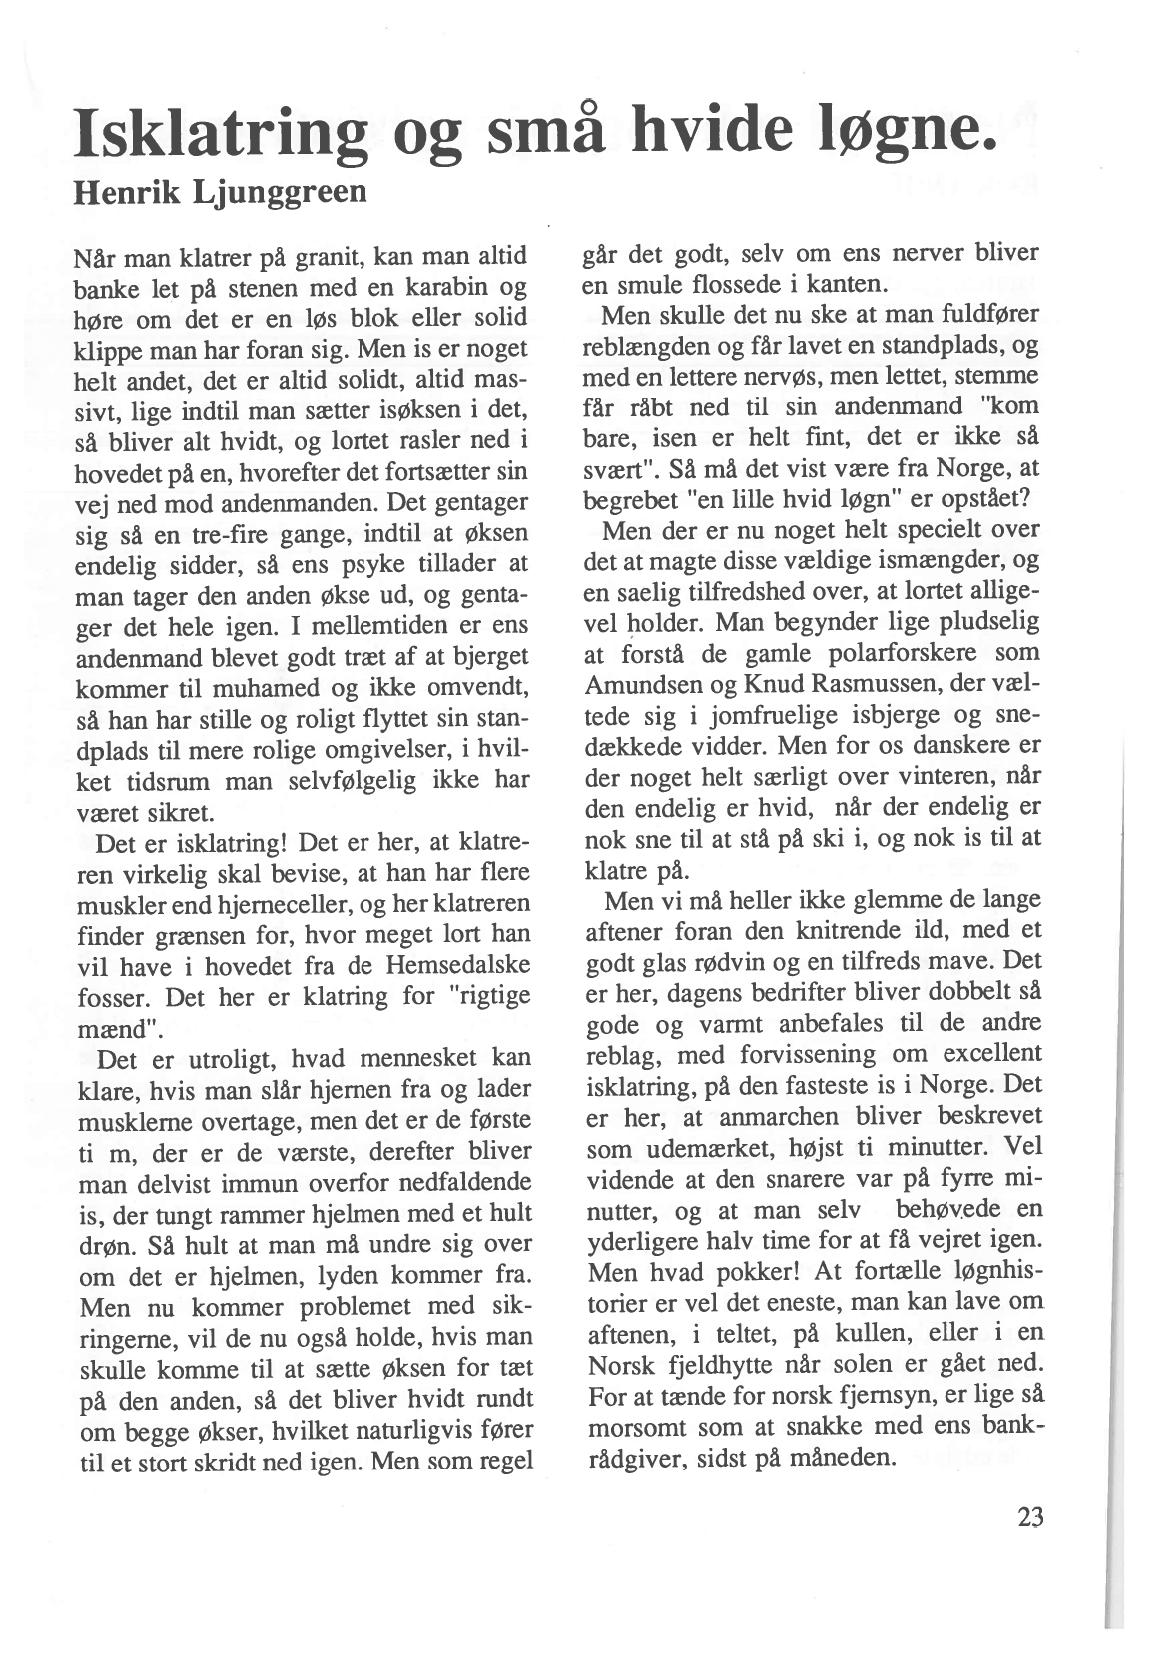 Isklatring og små hvide løgne.
Henrik Ljunggreen
Når man klatrer på granit, kan man altid
banke let på stenen med en karabin og
høre om det er en løs blok eller solid
klippe man har foran sig. Men is er noget
helt andet, det er altid solidt, altid mas-
sivt, lige indtil man sætter isøksen i det,
så bliver alt hvidt, og lortet rasler ned i
hovedet på en, hvorefter det fortsætter sin
vej ned mod andenmanden. Det gentager
sig så en tre-fire gange, indtil at øksen
endelig sidder, så ens psyke tillader at
man tager den anden økse ud, og genta-
ger det hele igen. I mellemtiden er ens
andenmand blevet godt træt af at bjerget
kommer til muhamed og ikke omvendt,
så han har stille og roligt flyttet sin stan-
dplads til mere rolige omgivelser, i hvil-
ket tidsrum man selvfølgelig ikke har
været sikret.
Det er isklatring! Det er her, at klatre-
ren virkelig skal bevise, at han har flere
muskler end hjerneceller, og her klatreren
finder grænsen for, hvor meget lort han
vil have i hovedet fra de Hemsedalske
fosser. Det her er klatring for "rigtige
mænd".
Det er utroligt, hvad mennesket kan
klare, hvis man slår hjernen fra og lader
musklerne overtage, men det er de første
ti m, der er de værste, derefter bliver
man delvist immun overfor nedfaldende
is, der tungt rammer hjelmen med et hult
drøn. Så hult at man må undre sig over
om det er hjelmen, lyden kommer fra.
Men nu kommer problemet med sik-
ringerne, vil de nu også holde, hvis man
skulle komme til at sætte øksen for tæt
på den anden, så det bliver hvidt rundt
om begge økser, hvilket naturligvis fører
til et stort skridt ned igen. Men som regel
går det godt, selv om ens nerver bliver
en smule flossede i kanten.
Men skulle det nu ske at man fuldfører
reblængden og får lavet en standplads, og
med en lettere nervøs, men lettet, stemme
får råbt ned til sin andenmand "kom
bare, isen er helt fint, det er ikke så
svært". Så må det vist være fra Norge, at
begrebet "en lille hvid løgn" er opstået?
Men der er nu noget helt specielt over
det at magte disse vældige ismængder, og
en saelig tilfredshed over, at lortet allige-
vel holder. Man begynder lige pludselig
at forstå de gamle polarforskere som
Amundsen og Knud Rasmussen, der væl-
tede sig i jomfruelige isbjerge og sne-
dækkede vidder. Men for os danskere er
der noget helt særligt over vinteren, når
den endelig er hvid, når der endelig er
nok sne til at stå på ski i, og nok is til at
klatre på.
Men vi må heller ikke glemme de lange
aftener foran den knitrende ild, med et
godt glas rødvin og en tilfreds mave. Det
er her, dagens bedrifter bliver dobbelt så
gode og varmt anbefales til de andre
reblag, med forvissening om excellent
isklatring, på den fasteste is i Norge. Det
er her, at anmarchen bliver beskrevet
som udemærket, højst ti minutter. Vel
vidende at den snarere var på fyrre mi-
nutter, og at man selv behøvede en
yderligere halv time for at få vejret igen.
Men hvad pokker! At fortælle løgnhis-
torier er vel det eneste, man kan lave om
aftenen, i teltet, på kullen, eller i en
Norsk fjeldhytte når solen er gået ned.
For at tænde for norsk fjernsyn, er lige så
morsomt som at snakke med ens bank-
rådgiver, sidst på måneden.
23